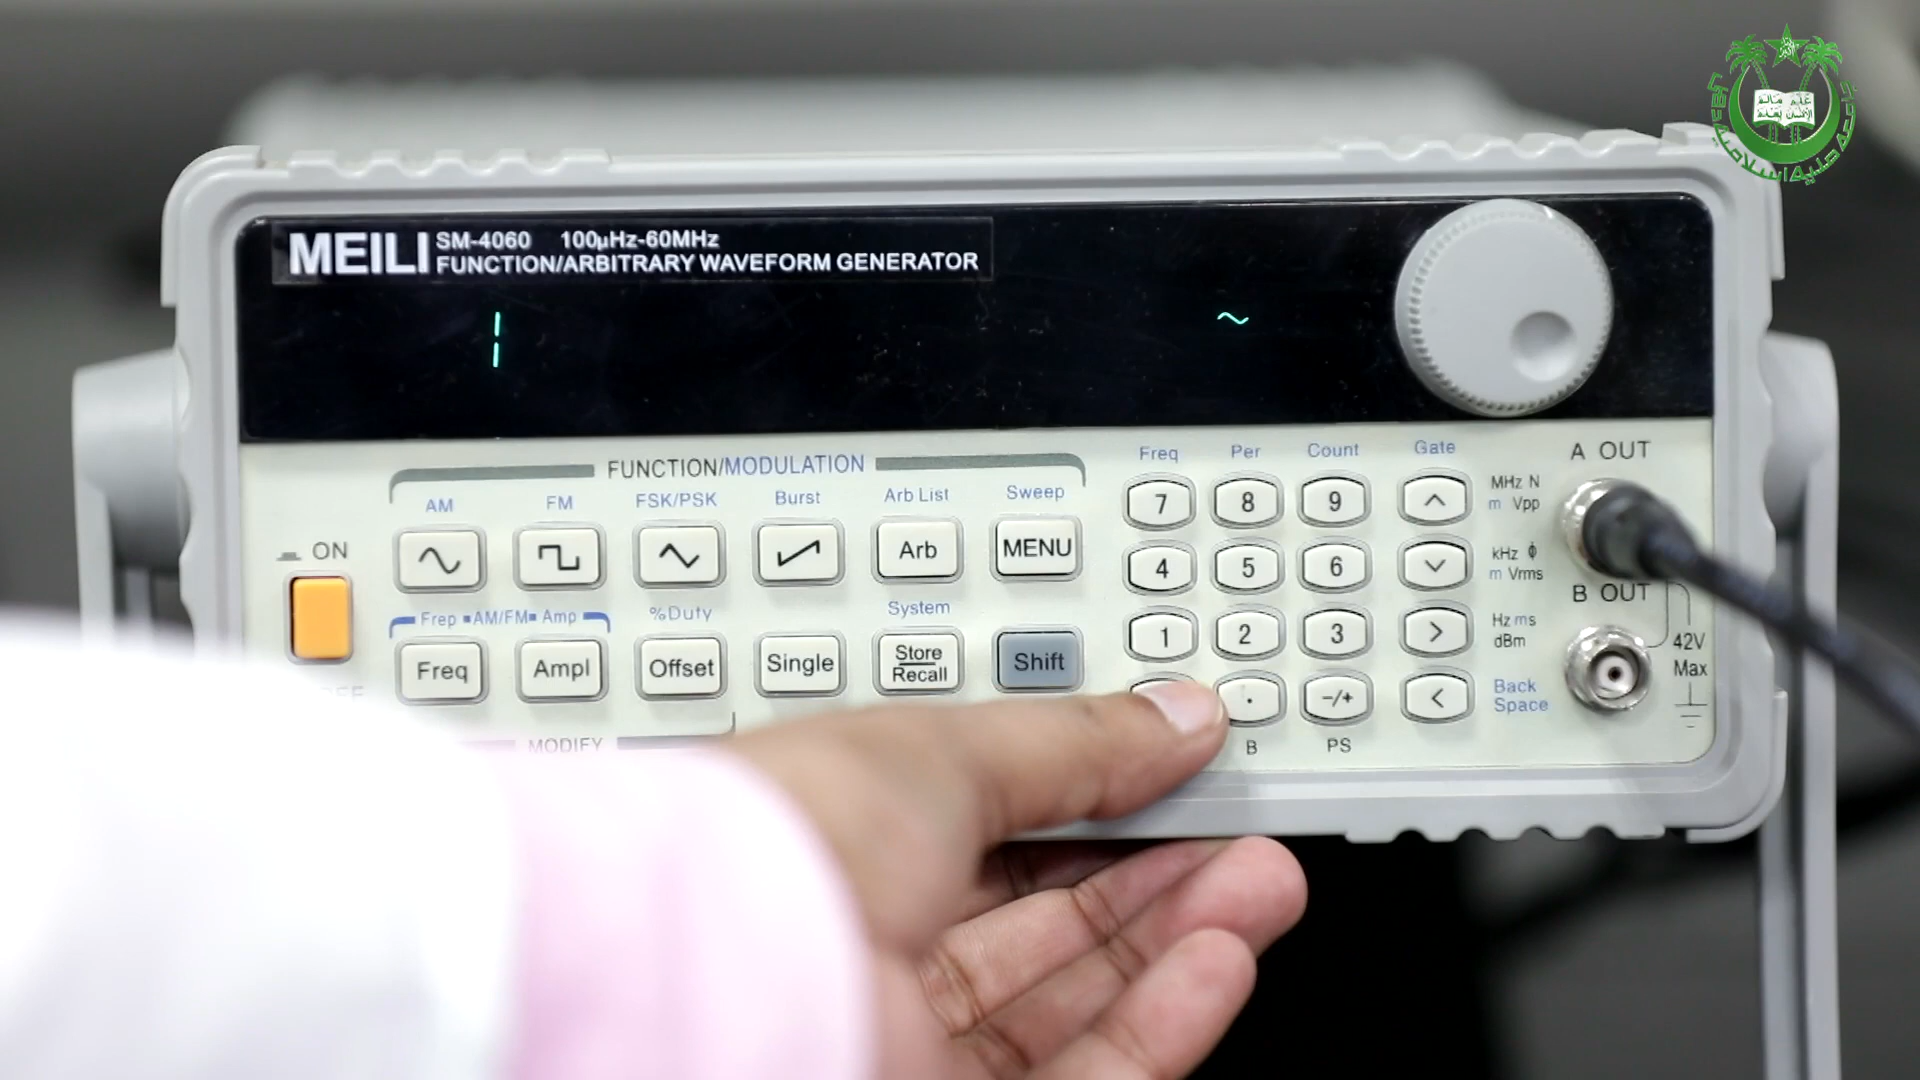 MEILI SM-4060 100µHz-60MHz
FUNCTION/ARBITRARY WAVEFORM GENERATOR
FUNCTION/MODULATION
AM FM FSK/PSK Burst Arb List Sweep
Arb MENU
ON
Freq Per Count Gate
7 8 9
4 5 6
1 2 3
. -/+
B PS
MHz N
m Vpp
kHz ϕ
m Vrms
Hz ms
dBm
Back
Space
A OUT
B OUT
42V
Max
Frep AM/FM Amp %Duty System
Freq Ampl Offset Single Store
Recall Shift
MODIFY